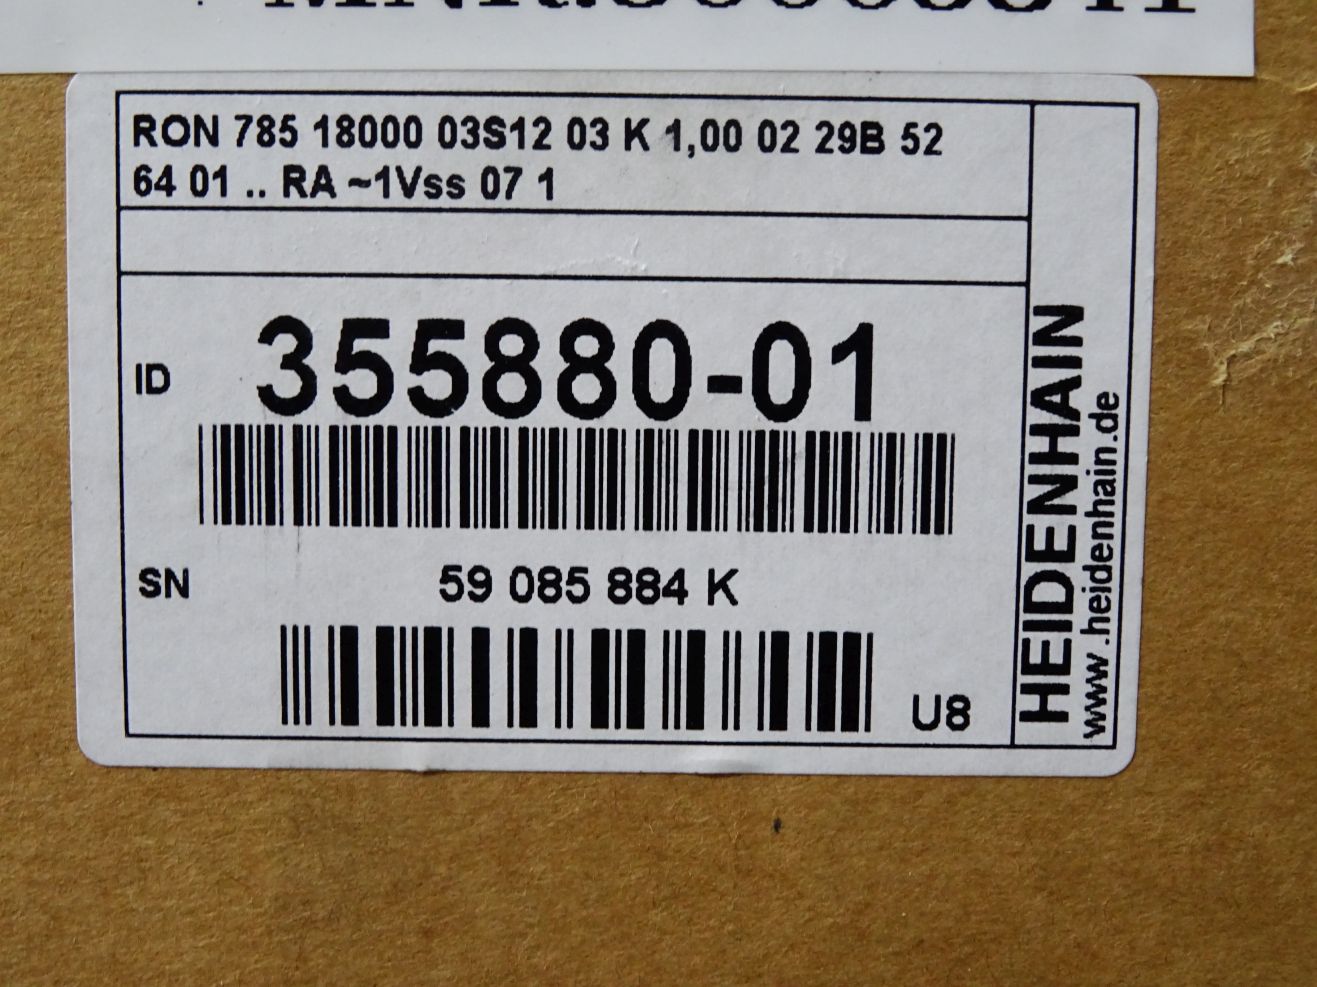 RON 785 18000 03S12 03 K 1,00 02 29B 52
64 01 .. RA ~1Vss 07 1
ID 355880-01
SN 59 085 884 K
U8
HEIDENHAIN
www.heidenhain.de